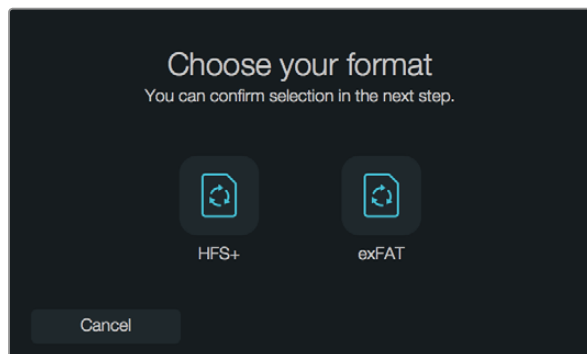 Choose your format
You can confirm selection in the next step.
HFS+
exFAT
Cancel